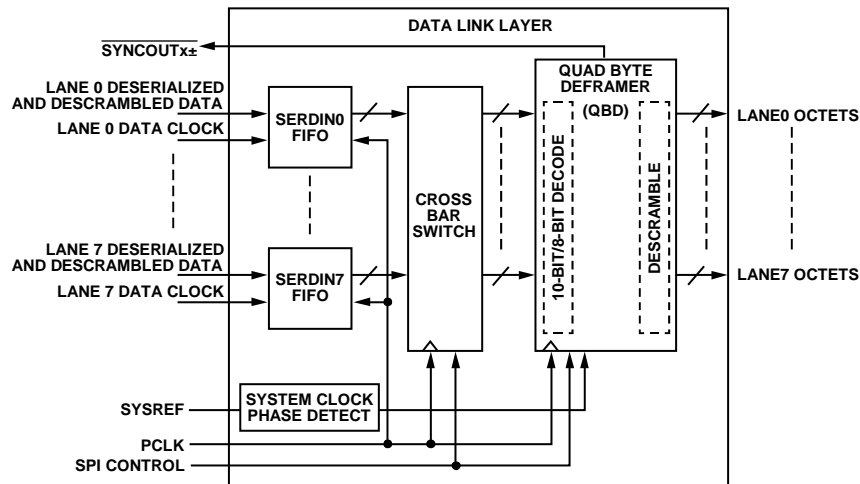 DATA LINK LAYER
SYNCOUTx±
QUAD BYTE
DEFRAMER
(QBD)
LANE 0 DESERIALIZED
AND DESCRAMBLED DATA
LANE 0 DATA CLOCK
SERDIN0
FIFO
LANE0 OCTETS
CROSS
BAR
SWITCH
10-BIT/8-BIT DECODE
DESCRAMBLE
LANE 7 DESERIALIZED
AND DESCRAMBLED DATA
LANE 7 DATA CLOCK
SERDIN7
FIFO
LANE7 OCTETS
SYSREF
SYSTEM CLOCK
PHASE DETECT
PCLK
SPI CONTROL